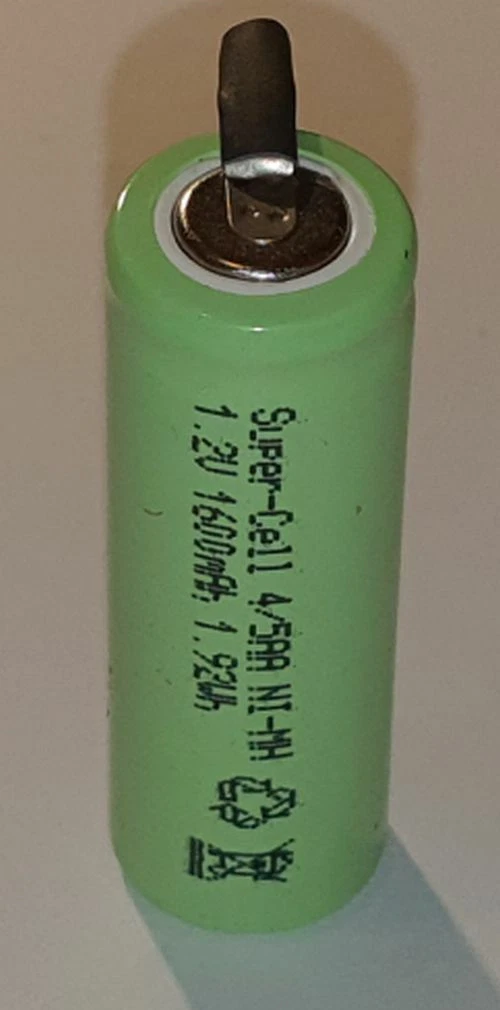 Super-Cell 4/5AA NI-MH
1.2V 1600mAh 1.92Wh